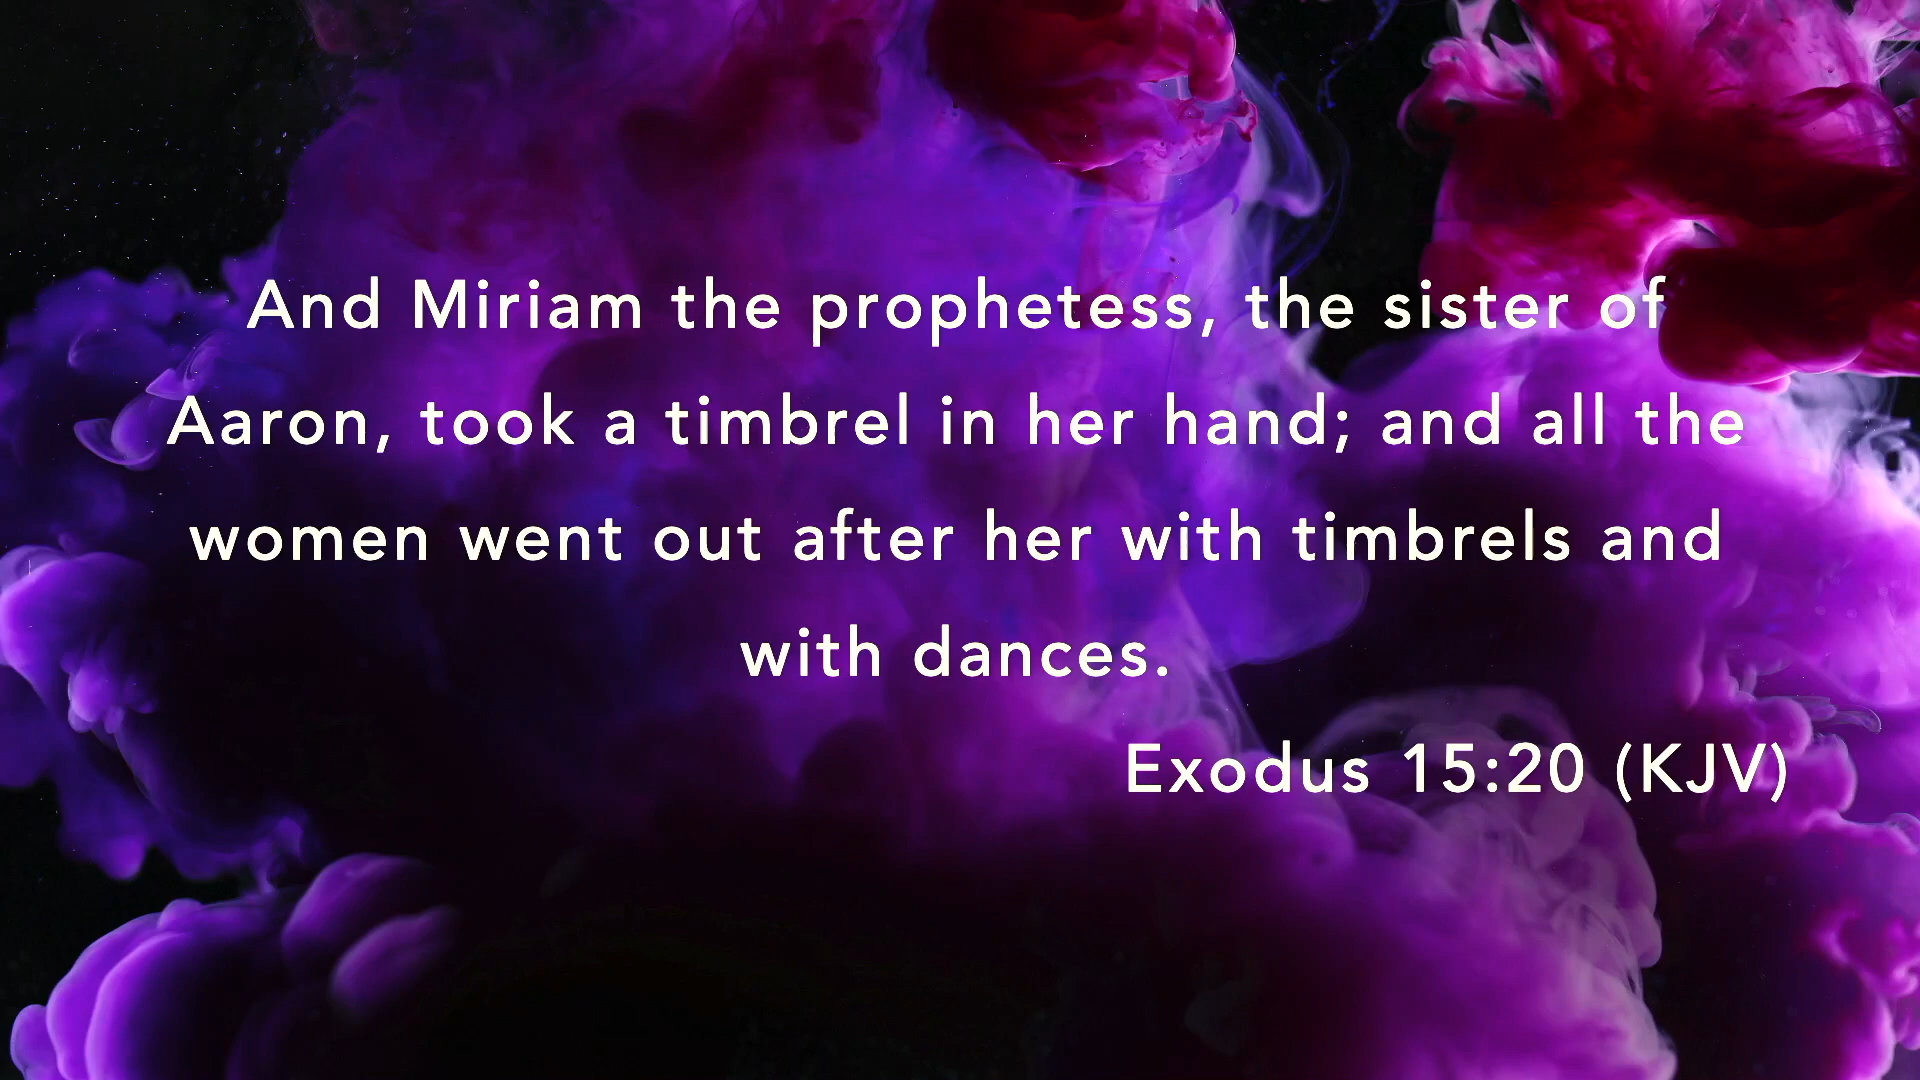 And Miriam the prophetess, the sister of
Aaron, took a timbrel in her hand; and all the
women went out after her with timbrels and
with dances.
Exodus 15:20 (KJV)